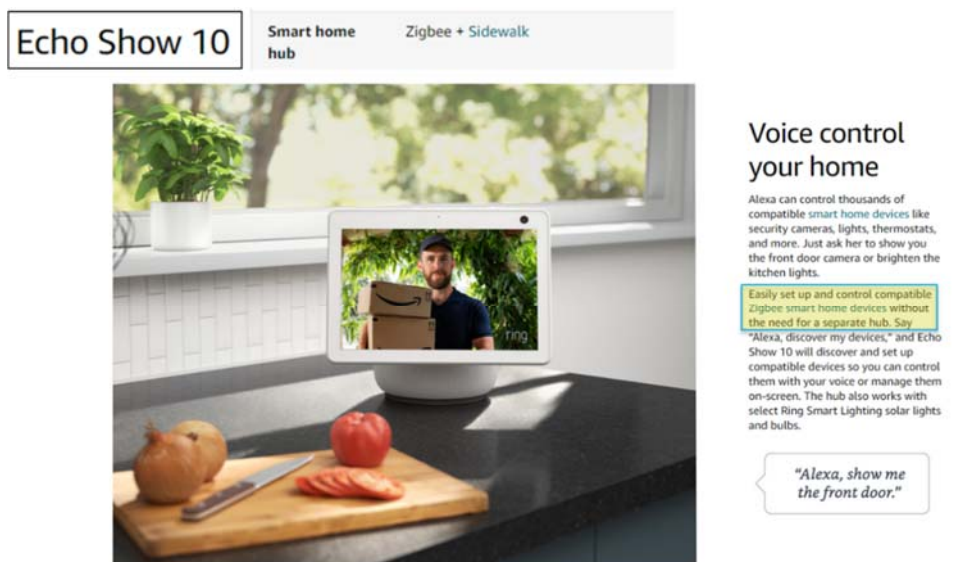 Echo Show 10
Smart home
hub
Zigbee + Sidewalk
ring
Voice control
your home
Alexa can control thousands of
compatible smart home devices like
security cameras, lights, thermostats,
and more. Just ask her to show you
the front door camera or brighten the
kitchen lights.
Easily set up and control compatible
Zigbee smart home devices without
the need for a separate hub. Say
"Alexa, discover my devices," and Echo
Show 10 will discover and set up
compatible devices so you can control
them with your voice or manage them
on-screen. The hub also works with
select Ring Smart Lighting solar lights
and bulbs.
“Alexa, show me
the front door.”